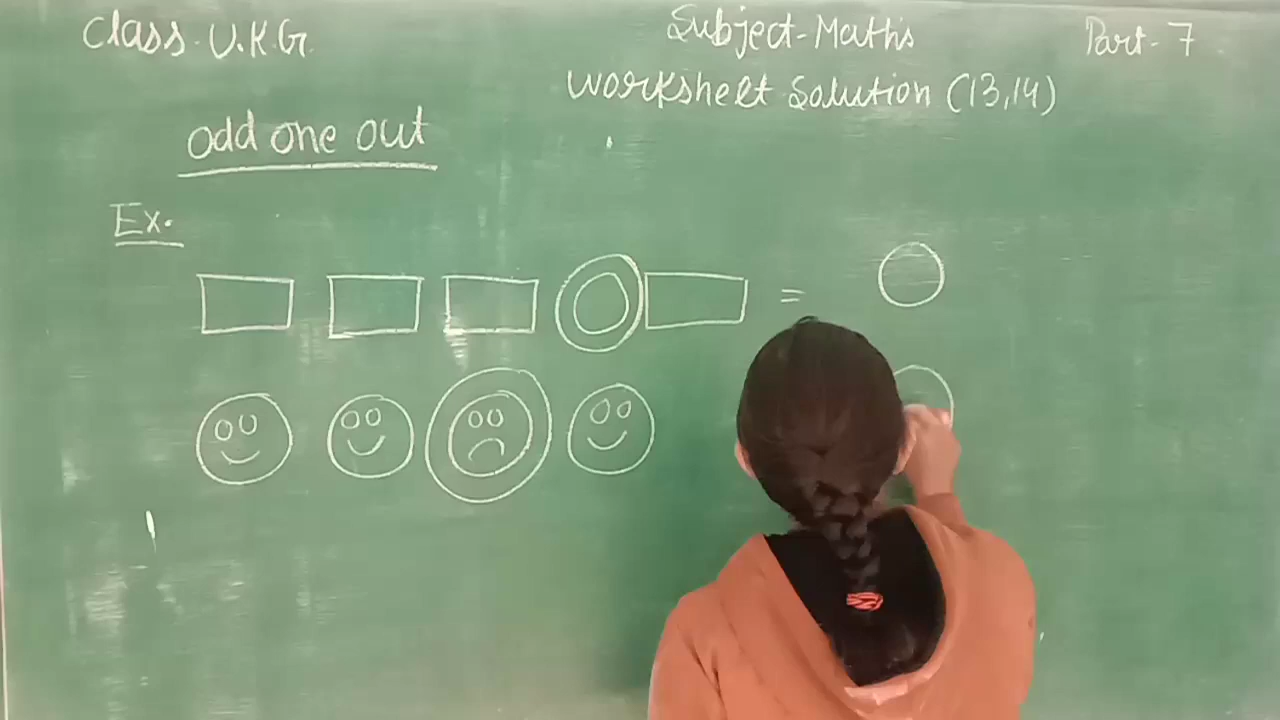 Class-U.K.G.
Subject-Maths
Part-7
Worksheet Solution (13,14)
odd one out
Ex.
=